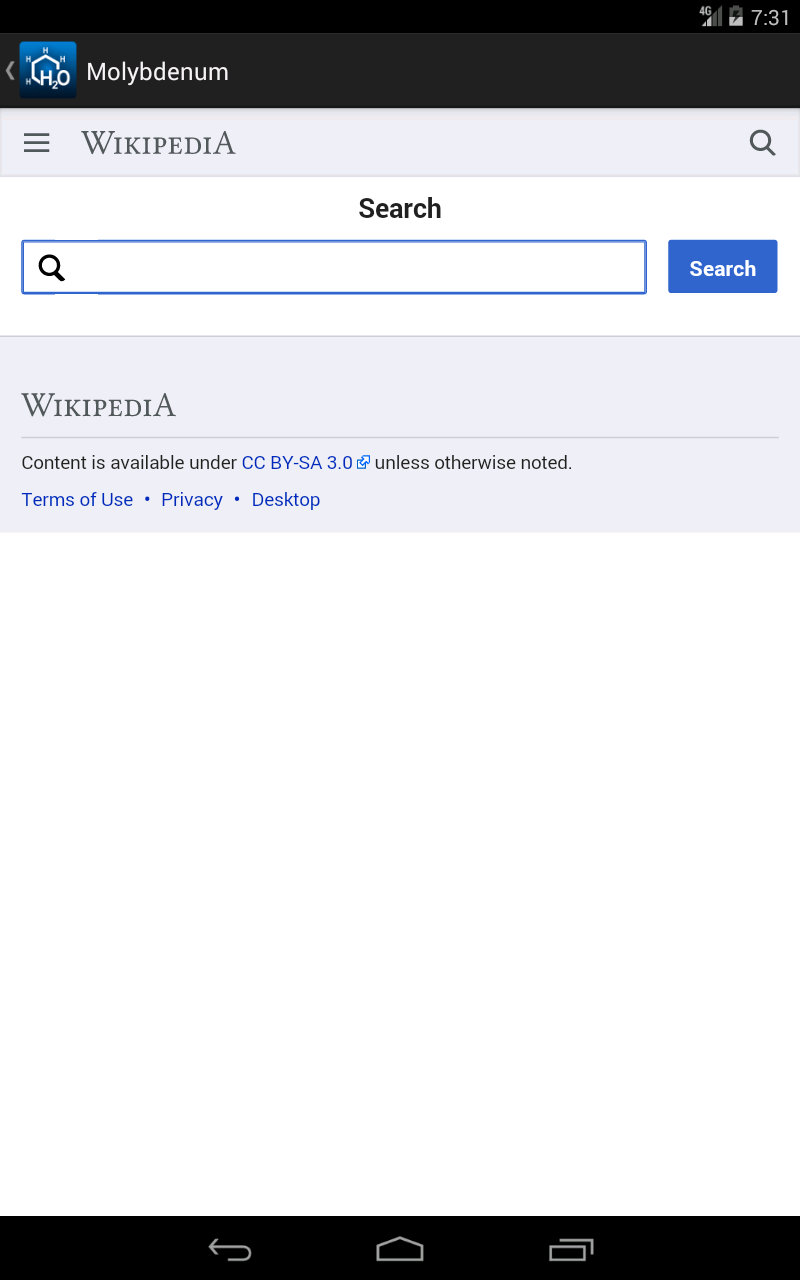 4G 7:31
H H H H H H₂O Molybdenum
WIKIPEDIA
Search
Search
WIKIPEDIA
Content is available under CC BY-SA 3.0 unless otherwise noted.
Terms of Use • Privacy • Desktop